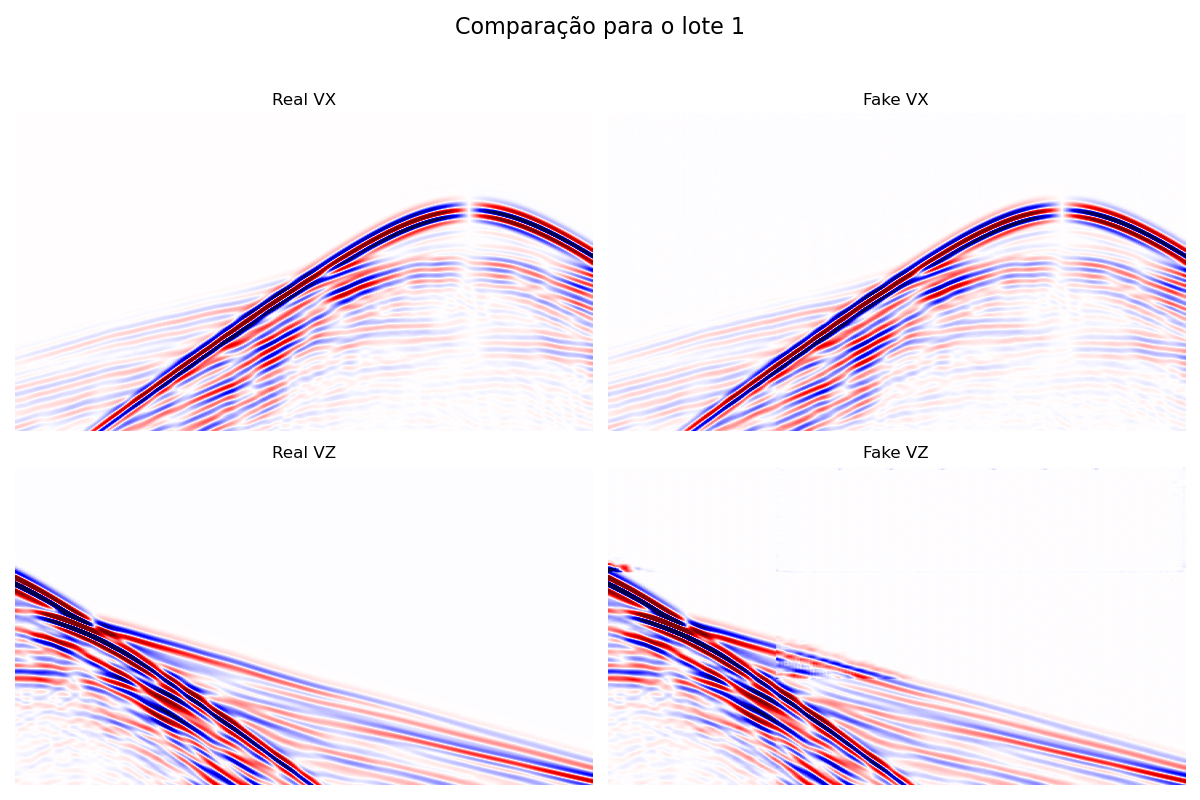 Comparação para o lote 1
Real VX
Fake VX
Real VZ
Fake VZ